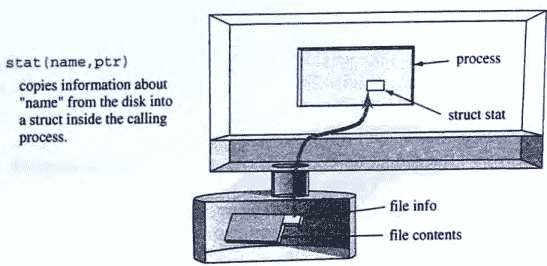 stat(name,ptr)
copies information about
"name" from the disk into
a struct inside the calling
process.
process
struct stat
file info
file contents